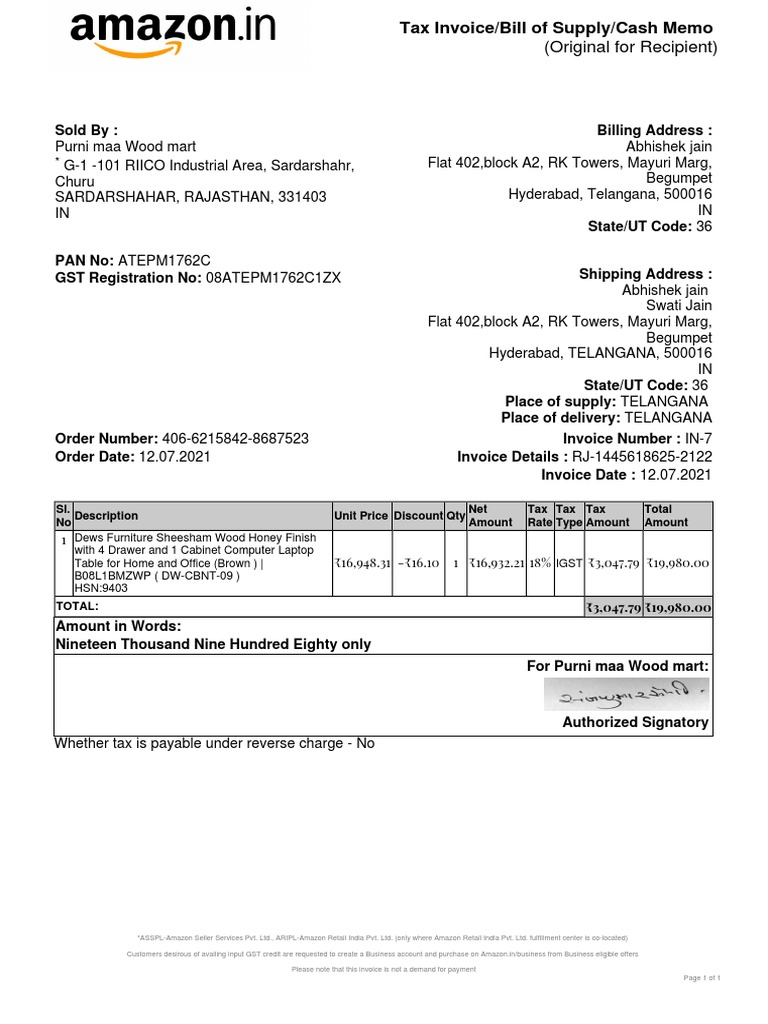 amazon.in
Tax Invoice/Bill of Supply/Cash Memo
(Original for Recipient)
Sold By :
Purni maa Wood mart
* G-1 -101 RIICO Industrial Area, Sardarshahr,
Churu
SARDARSHAHAR, RAJASTHAN, 331403
IN
PAN No: ATEPM1762C
GST Registration No: 08ATEPM1762C1ZX
Billing Address :
Abhishek jain
Flat 402,block A2, RK Towers, Mayuri Marg,
Begumpet
Hyderabad, Telangana, 500016
IN
State/UT Code: 36
Shipping Address :
Abhishek jain
Swati Jain
Flat 402,block A2, RK Towers, Mayuri Marg,
Begumpet
Hyderabad, TELANGANA, 500016
IN
State/UT Code: 36
Place of supply: TELANGANA
Place of delivery: TELANGANA
Order Number: 406-6215842-8687523
Order Date: 12.07.2021
Invoice Number : IN-7
Invoice Details : RJ-1445618625-2122
Invoice Date : 12.07.2021
Sl. No Description Unit Price Discount Qty Net Amount Tax Rate Tax Type Tax Amount Total Amount
1 Dews Furniture Sheesham Wood Honey Finish
with 4 Drawer and 1 Cabinet Computer Laptop
Table for Home and Office (Brown ) | ₹16,948.31 -₹16.10 1 ₹16,932.21 18% IGST ₹3,047.79 ₹19,980.00
B08L1BMZWP ( DW-CBNT-09 )
HSN:9403
TOTAL: ₹3,047.79 ₹19,980.00
Amount in Words:
Nineteen Thousand Nine Hundred Eighty only
For Purni maa Wood mart:
Authorized Signatory
Whether tax is payable under reverse charge - No
*ASSPL-Amazon Seller Services Pvt. Ltd., ARIPL-Amazon Retail India Pvt. Ltd. (only where Amazon Retail India Pvt. Ltd. fulfillment center is co-located)
Customers desirous of availing input GST credit are requested to create a Business account and purchase on Amazon.in/business from Business eligible offers
Please note that this invoice is not a demand for payment
Page 1 of 1